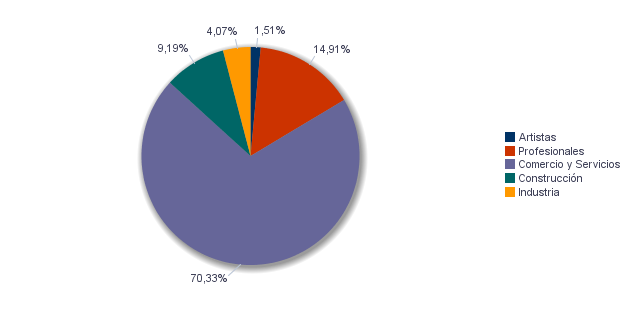 4,07%
1,51%
9,19%
14,91%
70,33%
Artistas
Profesionales
Comercio y Servicios
Construcción
Industria